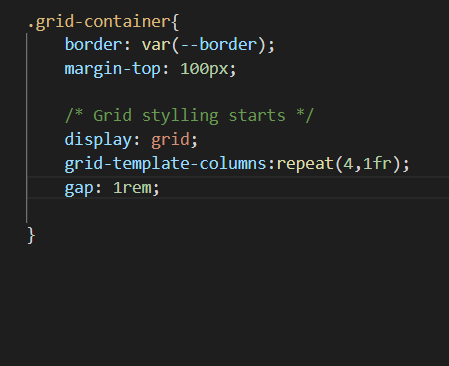 .grid-container{
    border: var(--border);
    margin-top: 100px;
    /* Grid stylling starts */
    display: grid;
    grid-template-columns:repeat(4,1fr);
    gap: 1rem;
}